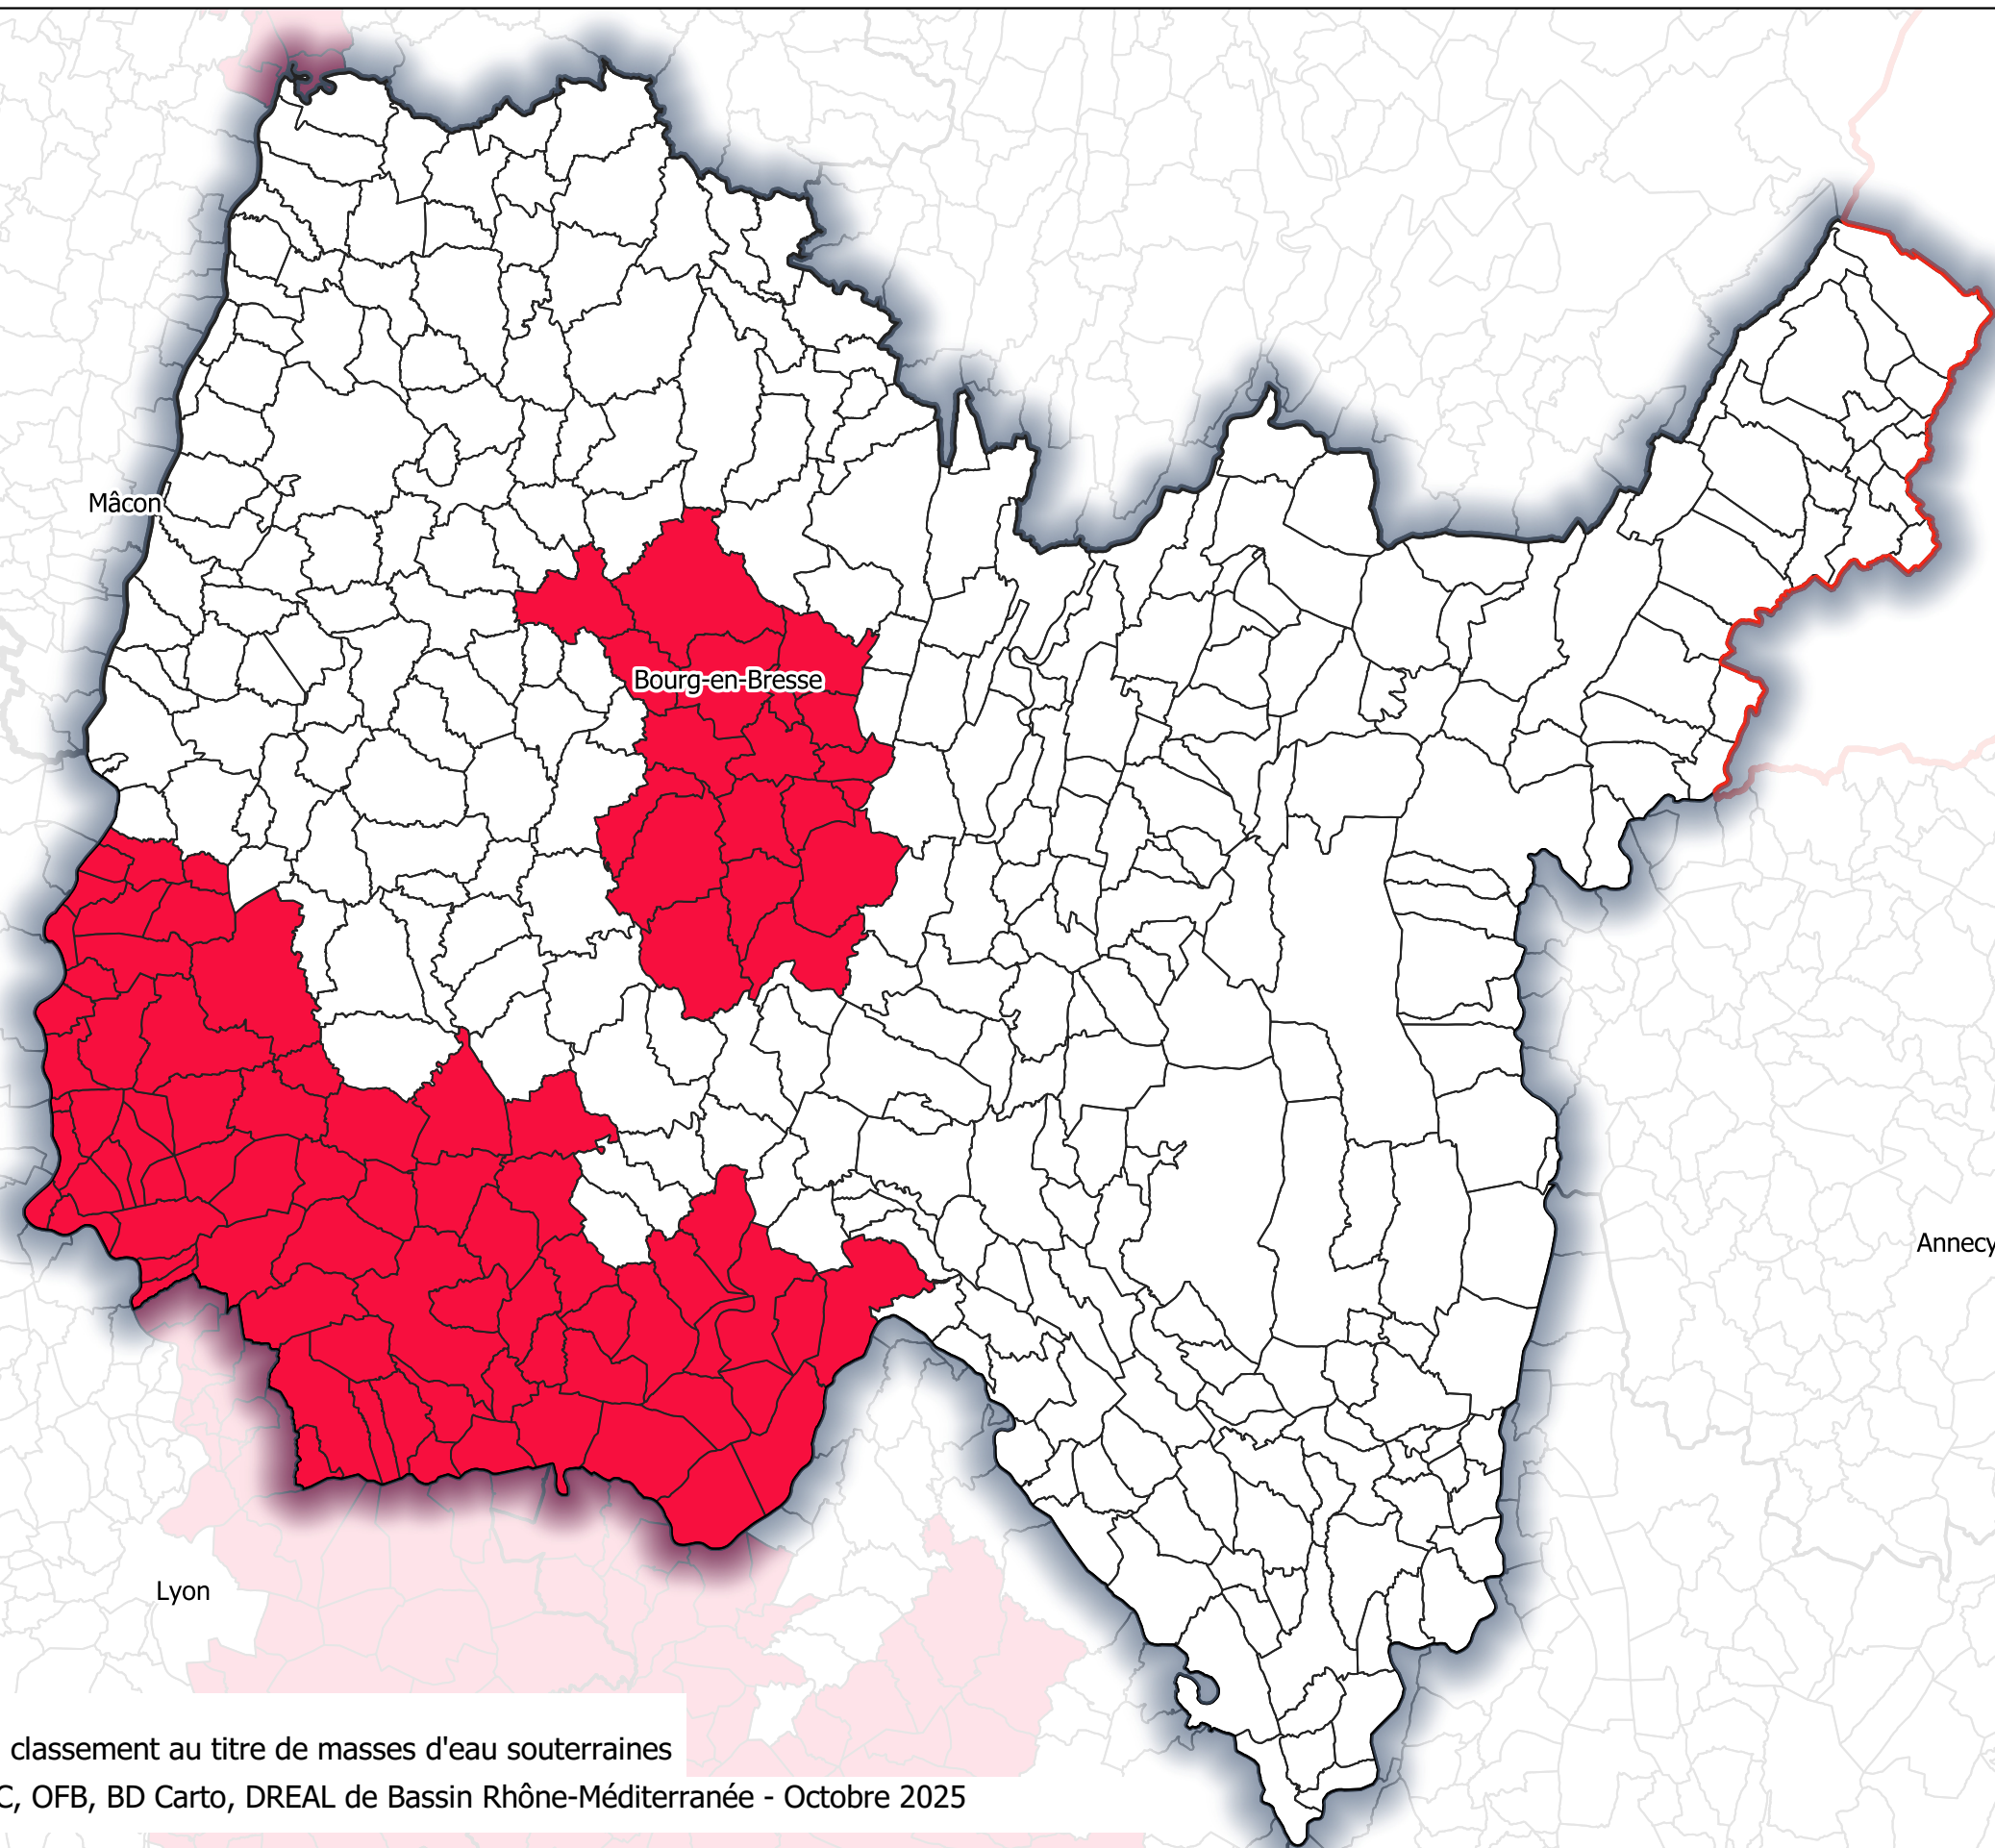 Mâcon
Bourg-en-Bresse
Annecy
Lyon
classement au titre de masses d'eau souterraines
C, OFB, BD Carto, DREAL de Bassin Rhône-Méditerranée - Octobre 2025